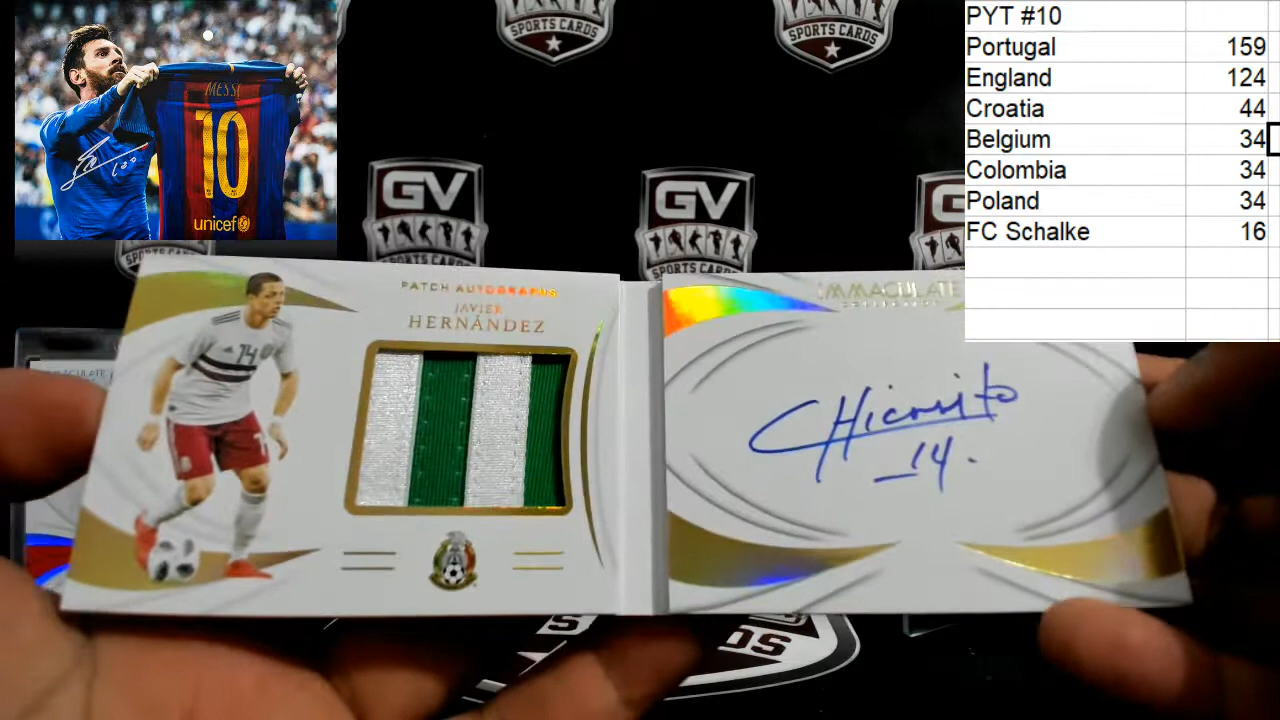 SPORTS CARDS
SPORTS CARDS
PYT #10
Portugal 159
England 124
Croatia 44
Belgium 34
Colombia 34
Poland 34
FC Schalke 16
MESSI
10
unicef
GV
SPORTS CARDS
GV
SPORTS CARDS
PATCH AUTOGRAPHS
JAVIER
HERNÁNDEZ
IMMACULATE
14
CHicharito
14.